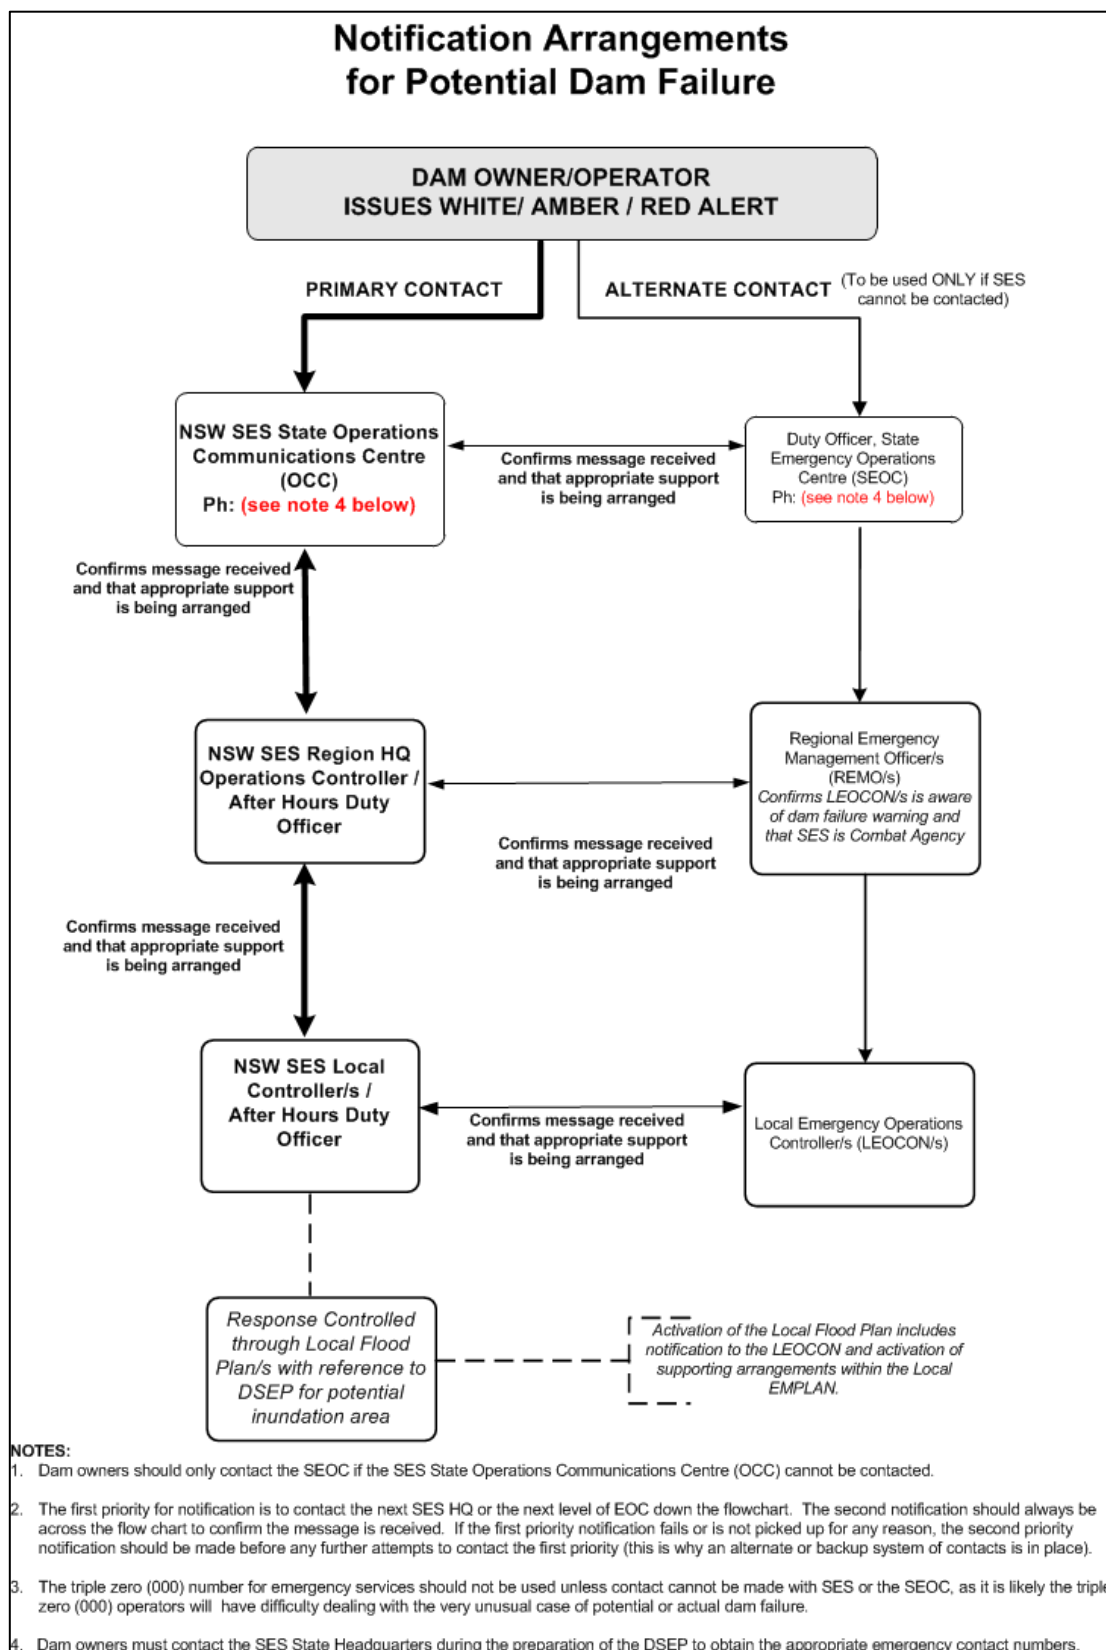 Notification Arrangements
for Potential Dam Failure
DAM OWNER/OPERATOR
ISSUES WHITE/ AMBER / RED ALERT
PRIMARY CONTACT
ALTERNATE CONTACT
(To be used ONLY if SES
cannot be contacted)
NSW SES State Operations
Communications Centre
(OCC)
Ph: (see note 4 below)
Confirms message received
and that appropriate support
is being arranged
Duty Officer, State
Emergency Operations
Centre (SEOC)
Ph: (see note 4 below)
Confirms message received
and that appropriate support
is being arranged
NSW SES Region HQ
Operations Controller /
After Hours Duty
Officer
Confirms message received
and that appropriate support
is being arranged
Regional Emergency
Management Officer/s
(REMO/s)
Confirms LEOCON/s is aware
of dam failure warning and
that SES is Combat Agency
Confirms message received
and that appropriate support
is being arranged
NSW SES Local
Controller/s /
After Hours Duty
Officer
Confirms message received
and that appropriate support
is being arranged
Local Emergency Operations
Controller/s (LEOCON/s)
Response Controlled
through Local Flood
Plan/s with reference to
DSEP for potential
inundation area
Activation of the Local Flood Plan includes
notification to the LEOCON and activation of
supporting arrangements within the Local
EMPLAN.
NOTES:
1. Dam owners should only contact the SEOC if the SES State Operations Communications Centre (OCC) cannot be contacted.
2. The first priority for notification is to contact the next SES HQ or the next level of EOC down the flowchart. The second notification should always be
across the flow chart to confirm the message is received. If the first priority notification fails or is not picked up for any reason, the second priority
notification should be made before any further attempts to contact the first priority (this is why an alternate or backup system of contacts is in place).
3. The triple zero (000) number for emergency services should not be used unless contact cannot be made with SES or the SEOC, as it is likely the triple
zero (000) operators will have difficulty dealing with the very unusual case of potential or actual dam failure.
4. Dam owners must contact the SES State Headquarters during the preparation of the DSEP to obtain the appropriate emergency contact numbers.